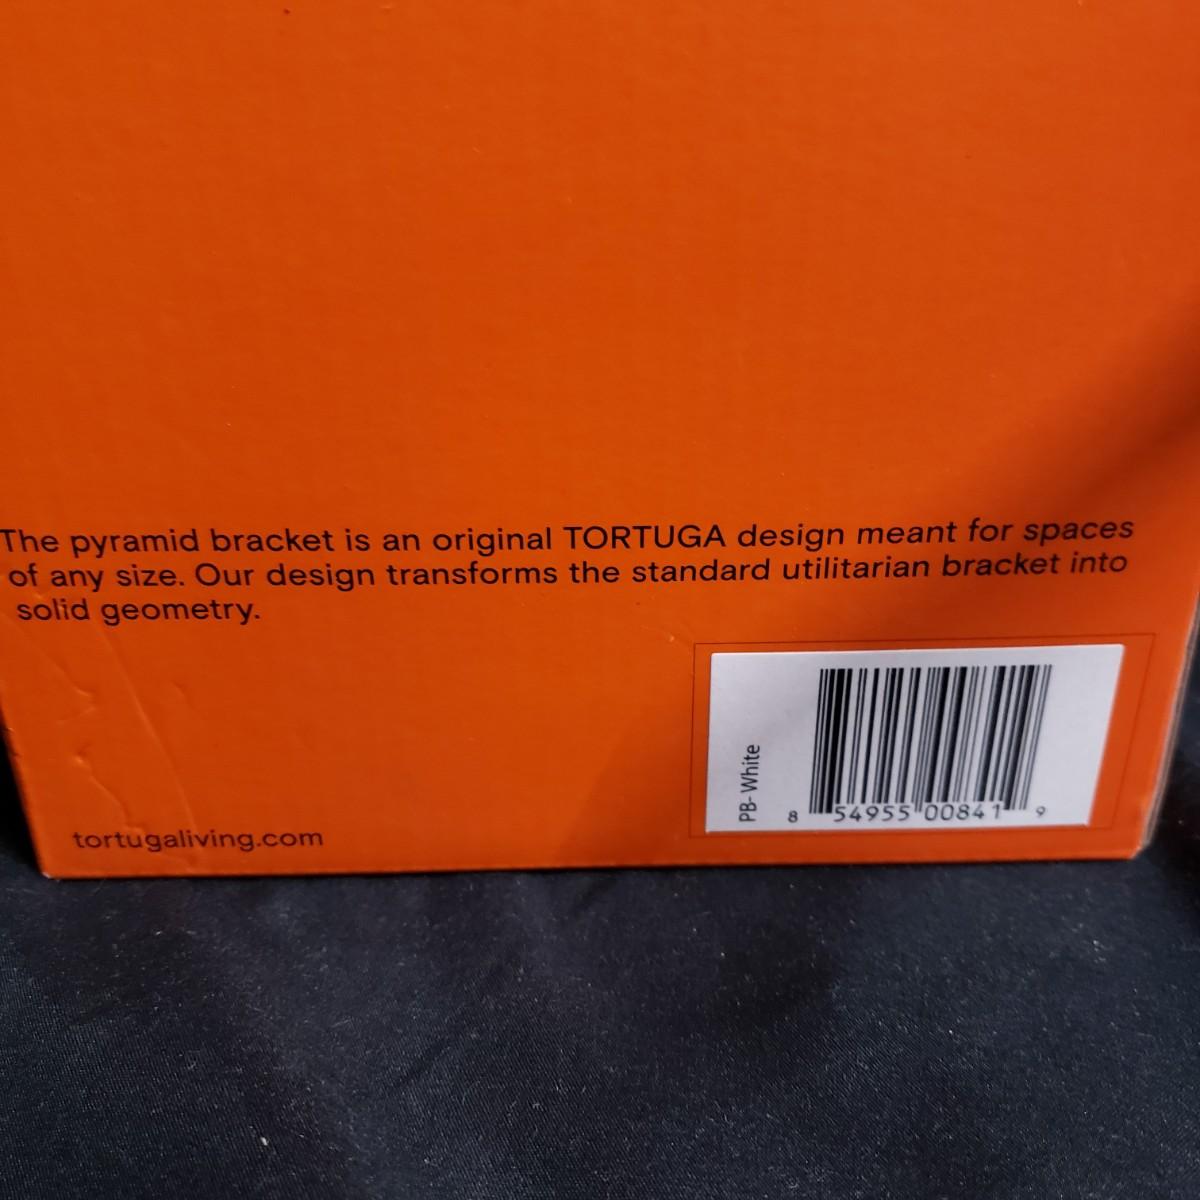 The pyramid bracket is an original TORTUGA design meant for spaces
of any size. Our design transforms the standard utilitarian bracket into
solid geometry.
PB-White
8 54955 00841 9
tortugaliving.com